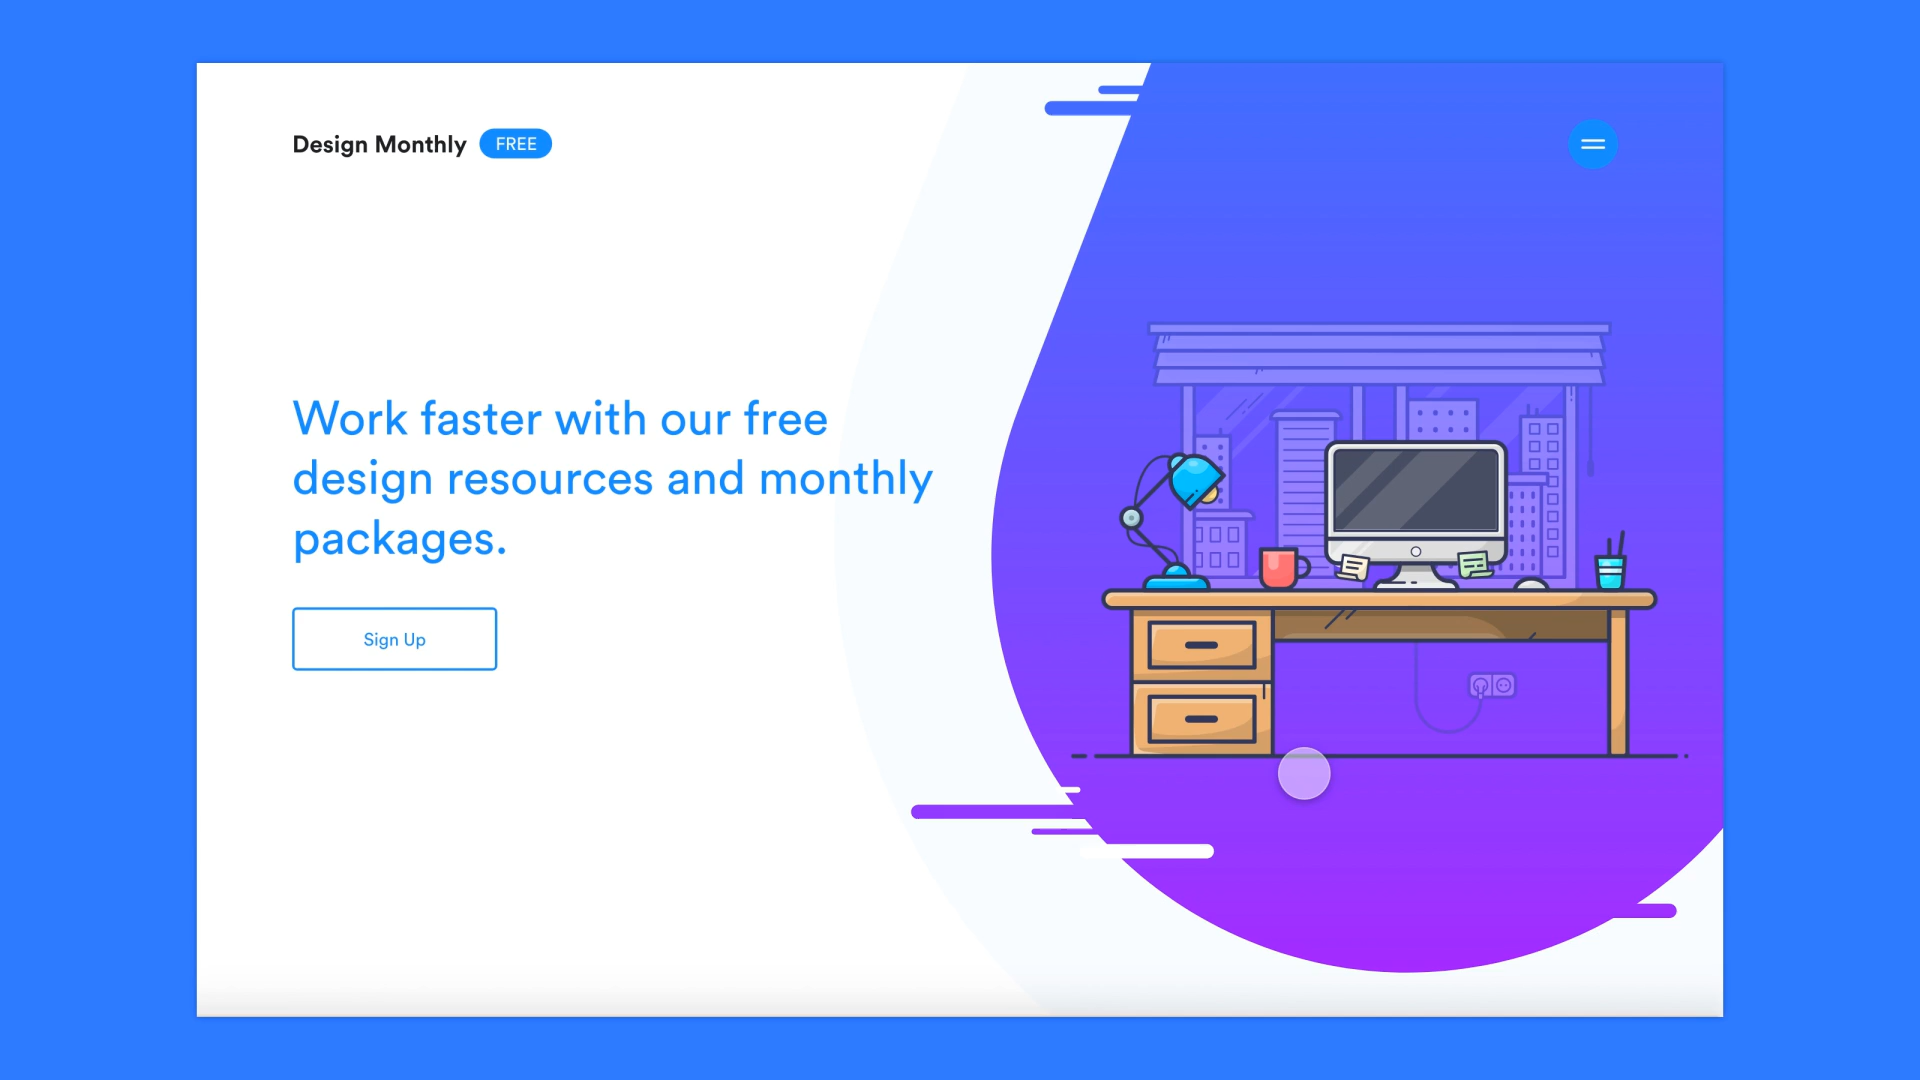 Design Monthly FREE
Work faster with our free
design resources and monthly
packages.
Sign Up